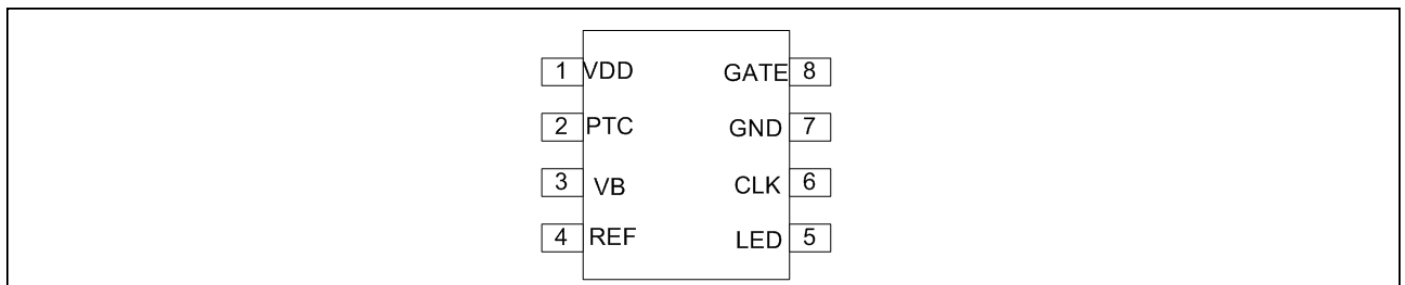 1 VDD GATE 8
2 PTC GND 7
3 VB CLK 6
4 REF LED 5